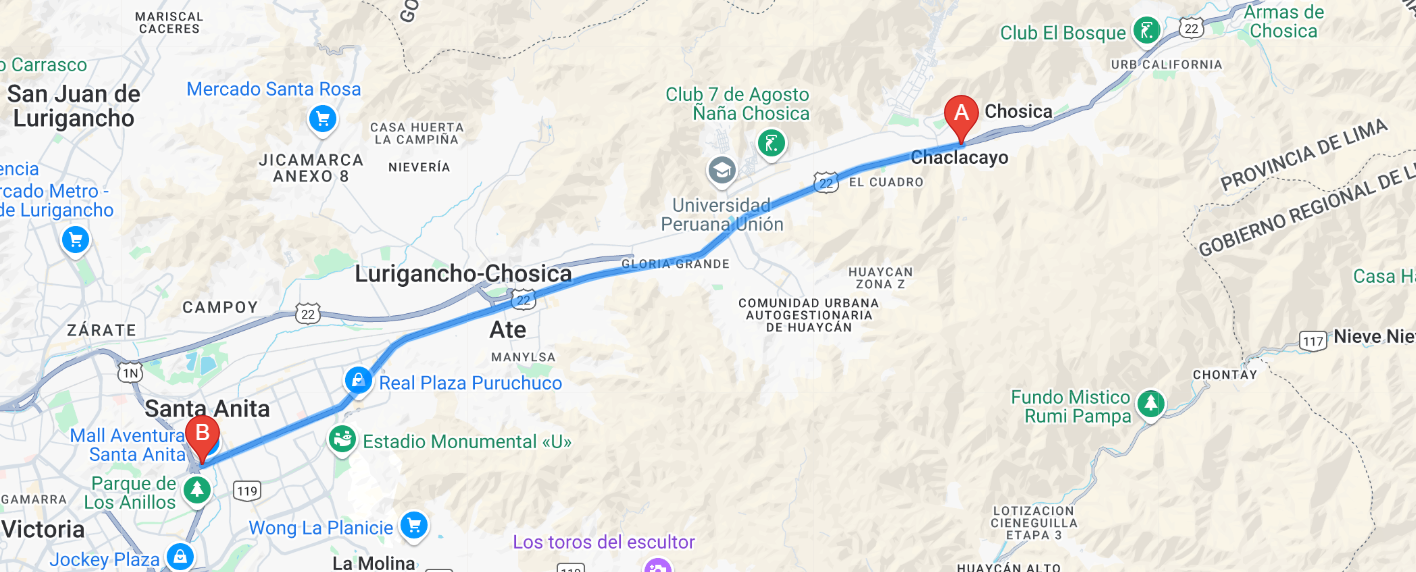 MARISCAL
CACERES
GO
Armas de
Chosica
22
Club El Bosque
URB CALIFORNIA
o Carrasco
San Juan de
Lurigancho
Mercado Santa Rosa
Club 7 de Agosto
Ñaña Chosica
A
Chosica
CASA HUERTA
LA CAMPIÑA
NIEVERÍA
JICAMARCA
ANEXO 8
Chaclacayo
PROVINCIA DE LIMA
GOBIERNO REGIONAL DE L
encia
rcado Metro -
de Lurigancho
22
EL CUADRO
Universidad
Peruana Unión
GLORIA GRANDE
Lurigancho-Chosica
HUAYCAN
ZONA Z
Casa Ha
CAMPOY
22
22
COMUNIDAD URBANA
AUTOGESTIONARIA
DE HUAYCÁN
ZÁRATE
Ate
MANYLSA
117
Nieve Niev
1N
CHONTAY
Real Plaza Puruchuco
Santa Anita
Fundo Mistico
Rumi Pampa
B
Mall Aventura
Santa Anita
Estadio Monumental «U»
Parque de
Los Anillos
119
GAMARRA
Victoria
Wong La Planicie
LOTIZACION
CIENEGUILLA
ETAPA 3
Los toros del escultor
Jockey Plaza
La Molina
118
HUAYCÁN ALTO